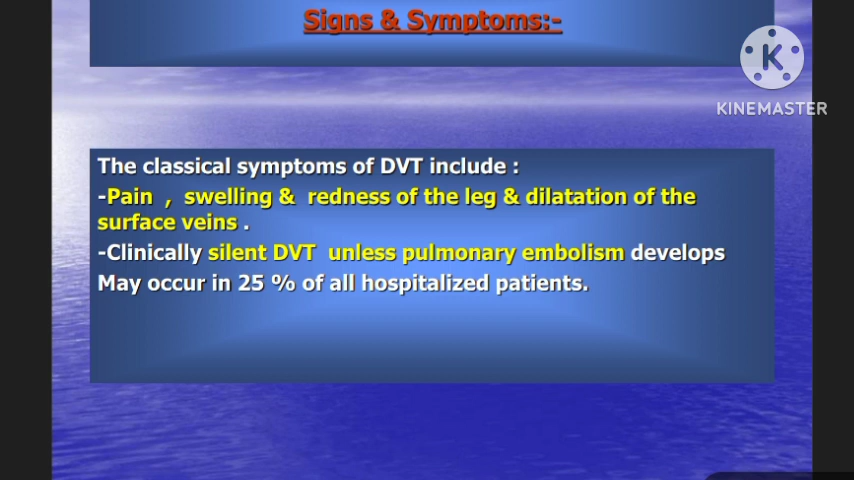 Signs & Symptoms:-
KINEMASTER
The classical symptoms of DVT include :
-Pain , swelling & redness of the leg & dilatation of the
surface veins .
-Clinically silent DVT unless pulmonary embolism develops
May occur in 25 % of all hospitalized patients.